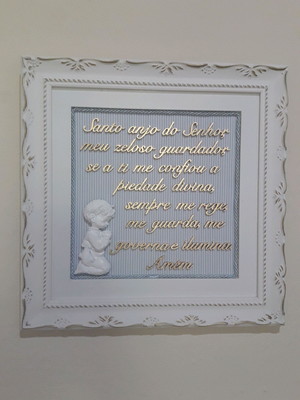 Santo anjo do Senhor,
meu zeloso guardador,
se a ti me confiou a
piedade divina,
sempre me rege,
me guarda, me
governa e ilumina.
Amém